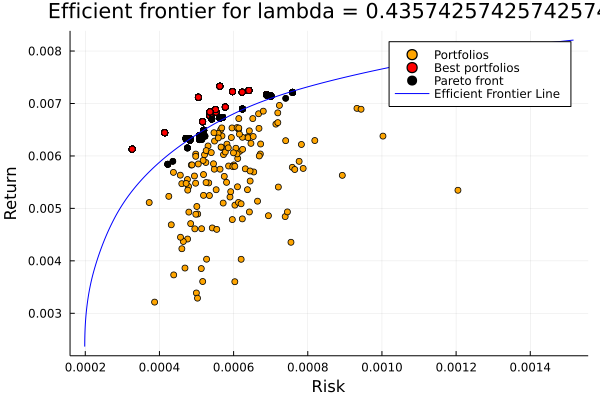 Efficient frontier for lambda = 0.43574257425742574
0.008
0.007
0.006
0.005
0.004
0.003
Return
Portfolios
Best portfolios
Pareto front
Efficient Frontier Line
0.0002 0.0004 0.0006 0.0008 0.0010 0.0012 0.0014
Risk